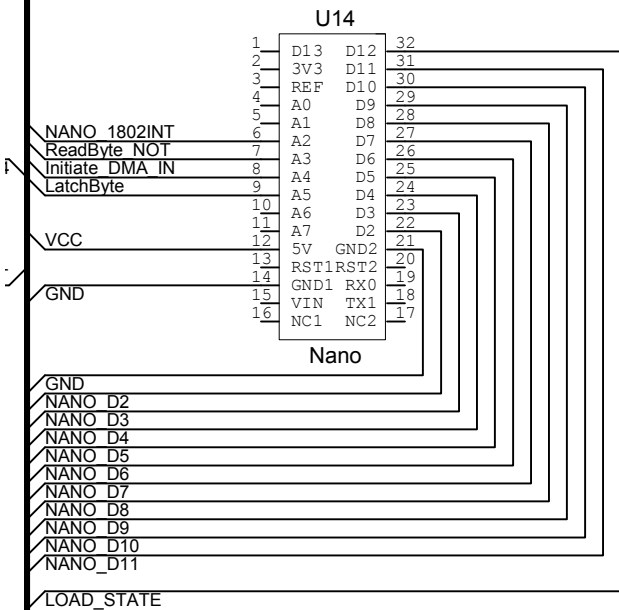 U14
1 D13 D12 32
2 3V3 D11 31
3 REF D10 30
4 A0 D9 29
5 A1 D8 28
NANO_1802INT 6 A2 D7 27
ReadByte_NOT 7 A3 D6 26
Initiate_DMA_IN 8 A4 D5 25
LatchByte 9 A5 D4 24
10 A6 D3 23
11 A7 D2 22
VCC 12 5V GND2 21
13 RST1 RST2 20
14 GND1 RX0 19
GND 15 VIN TX1 18
16 NC1 NC2 17
Nano
GND
NANO_D2
NANO_D3
NANO_D4
NANO_D5
NANO_D6
NANO_D7
NANO_D8
NANO_D9
NANO_D10
NANO_D11
LOAD_STATE